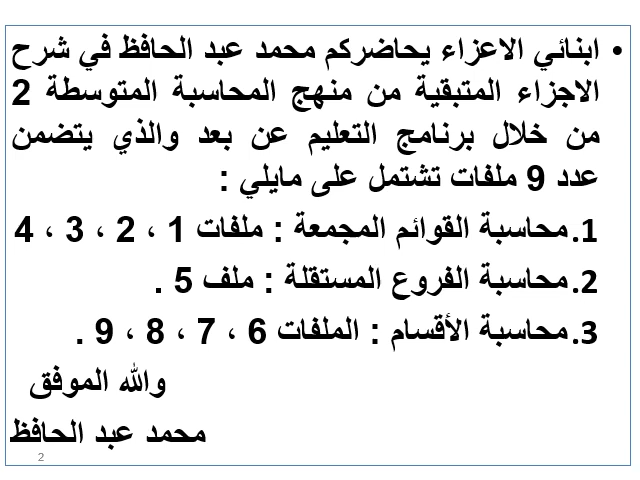 • ابنائي الاعزاء يحاضركم محمد عبد الحافظ في شرح
الاجزاء المتبقية من منهج المحاسبة المتوسطة 2
من خلال برنامج التعليم عن بعد والذي يتضمن
عدد 9 ملفات تشتمل على مايلي :
1. محاسبة القوائم المجمعة : ملفات 1 ، 2 ، 3 ، 4
2. محاسبة الفروع المستقلة : ملف 5 .
3. محاسبة الأقسام : الملفات 6 ، 7 ، 8 ، 9 .
والله الموفق
محمد عبد الحافظ
2